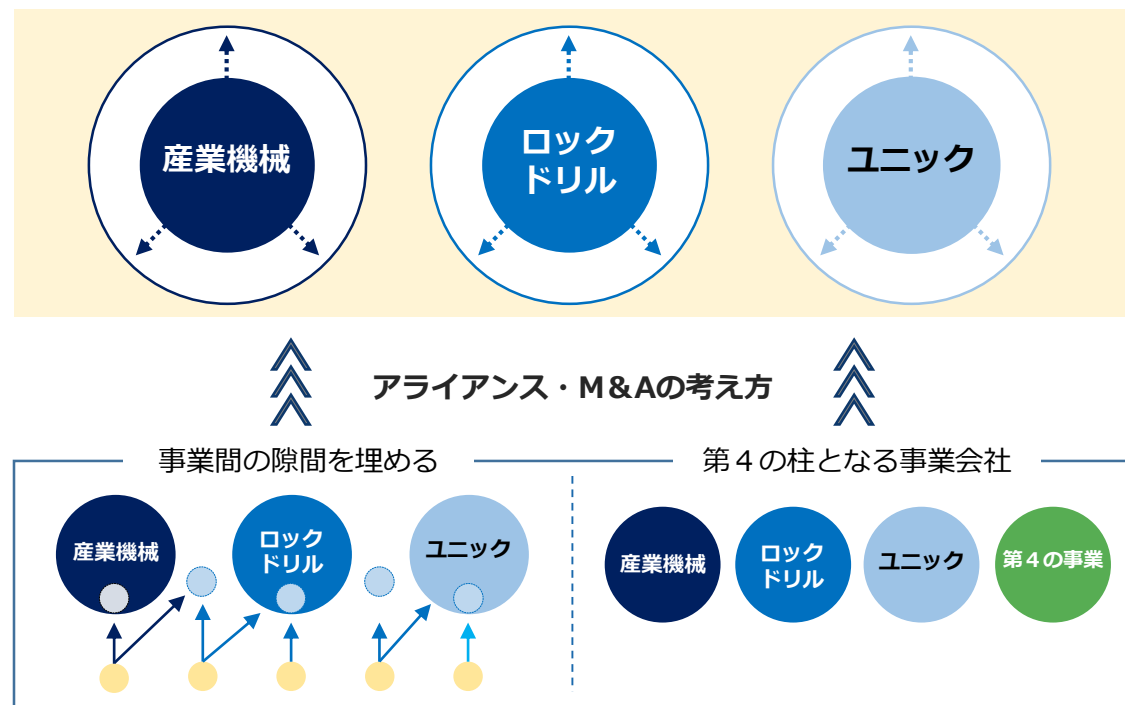 産業機械
ロック
ドリル
ユニック
アライアンス・M&Aの考え方
事業間の隙間を埋める
産業機械
ロック
ドリル
ユニック
第４の柱となる事業会社
産業機械
ロック
ドリル
ユニック
第４の事業